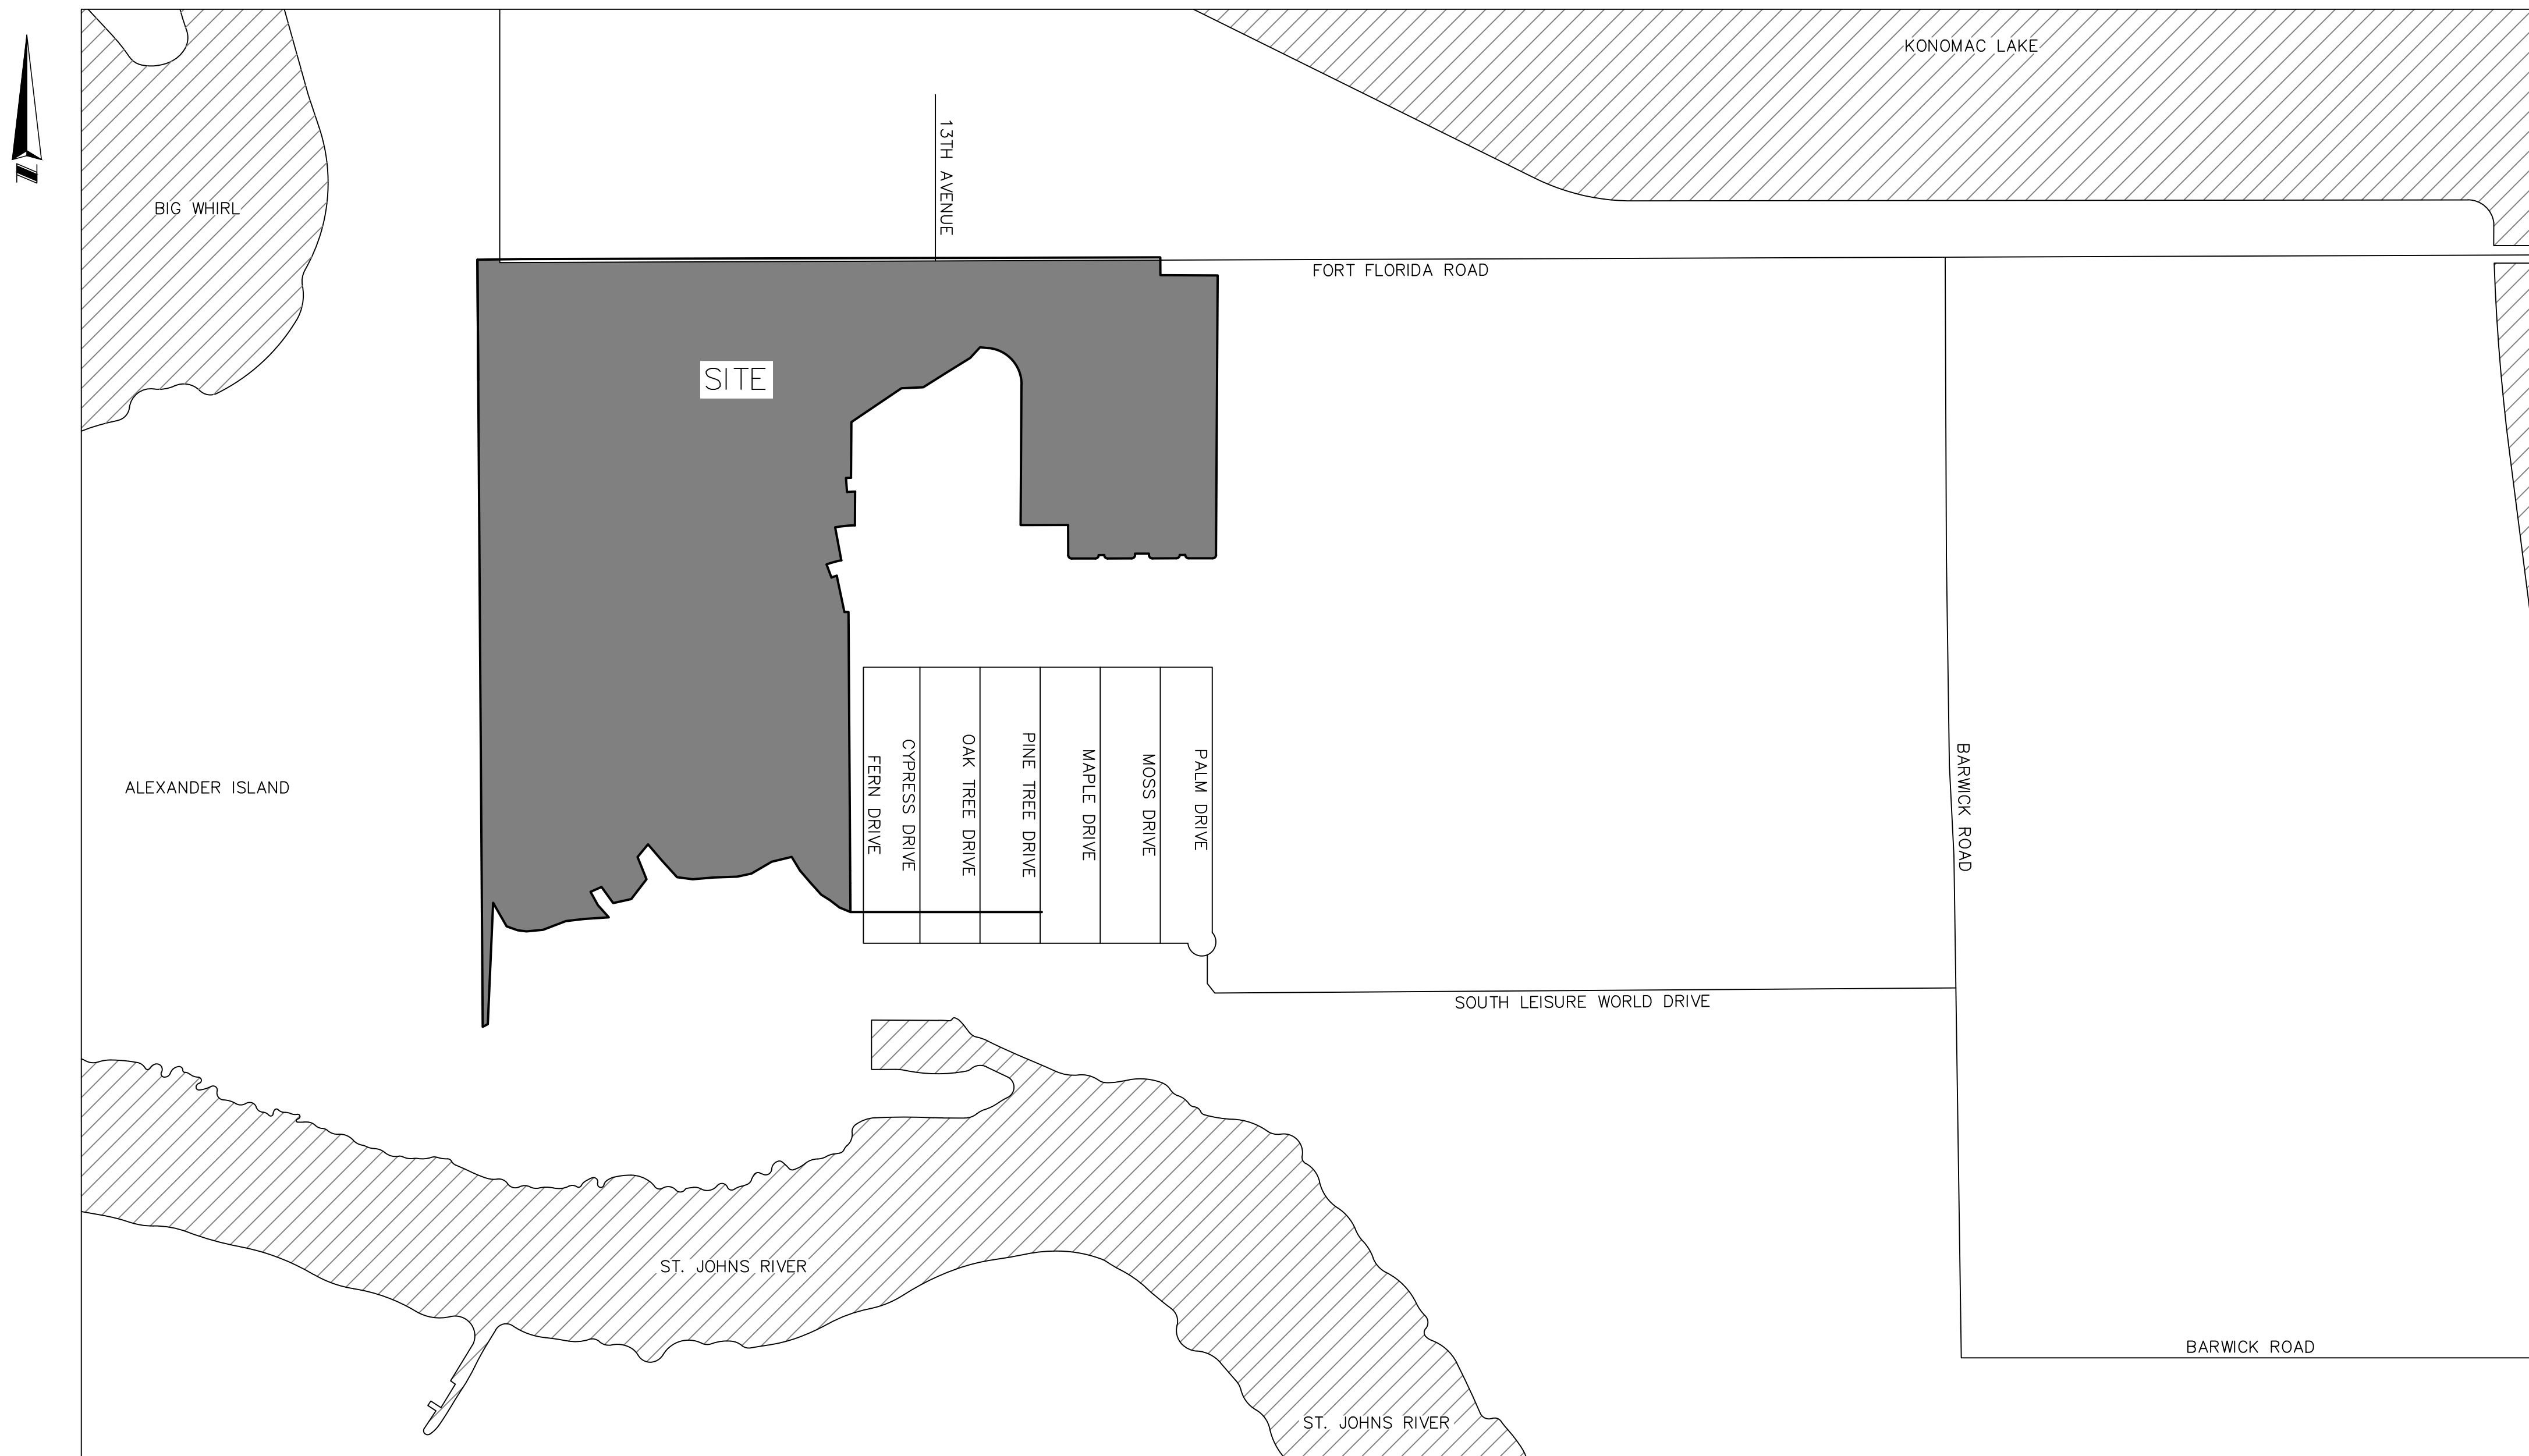 KONOMAC LAKE
13TH AVENUE
N
BIG WHIRL
FORT FLORIDA ROAD
SITE
ALEXANDER ISLAND
FERN DRIVE
CYPRESS DRIVE
OAK TREE DRIVE
PINE TREE DRIVE
MAPLE DRIVE
MOSS DRIVE
PALM DRIVE
BARWICK ROAD
SOUTH LEISURE WORLD DRIVE
ST. JOHNS RIVER
BARWICK ROAD
ST. JOHNS RIVER